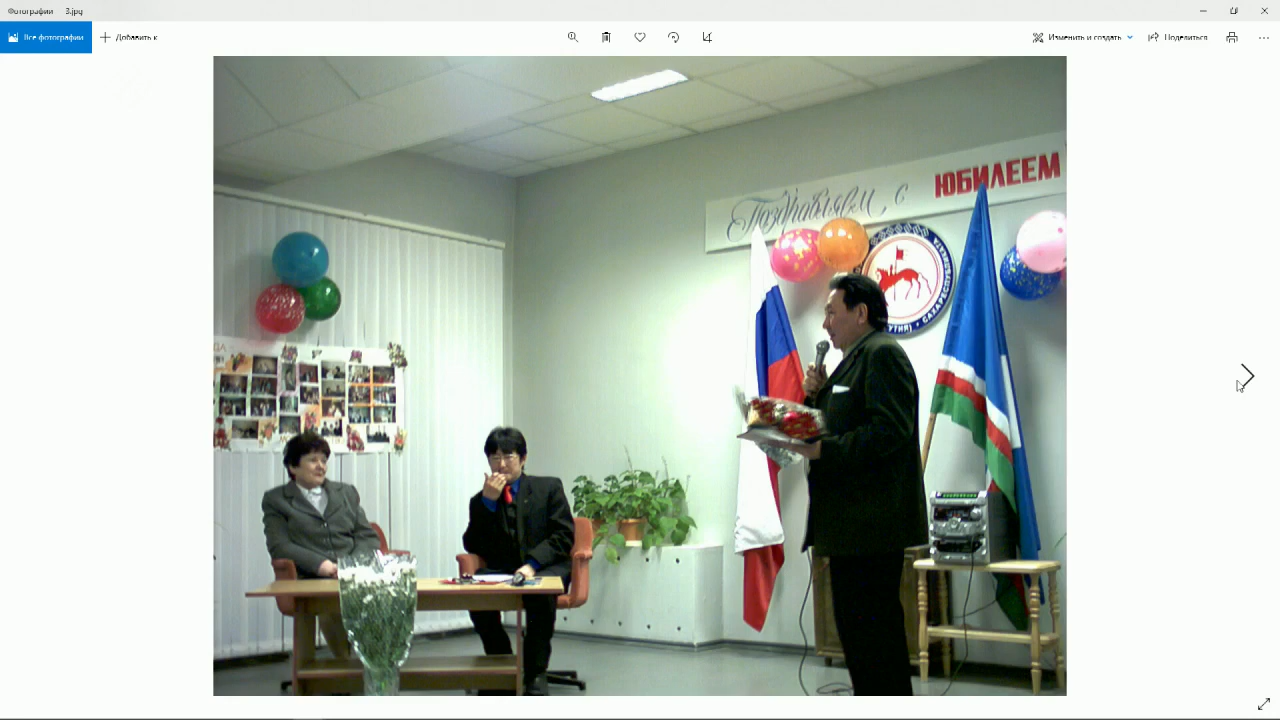 Фотографии 3.jpg
Все фотографии
Добавить к
Изменить и создать
Поделиться
Поздравляем с ЮБИЛЕЕМ